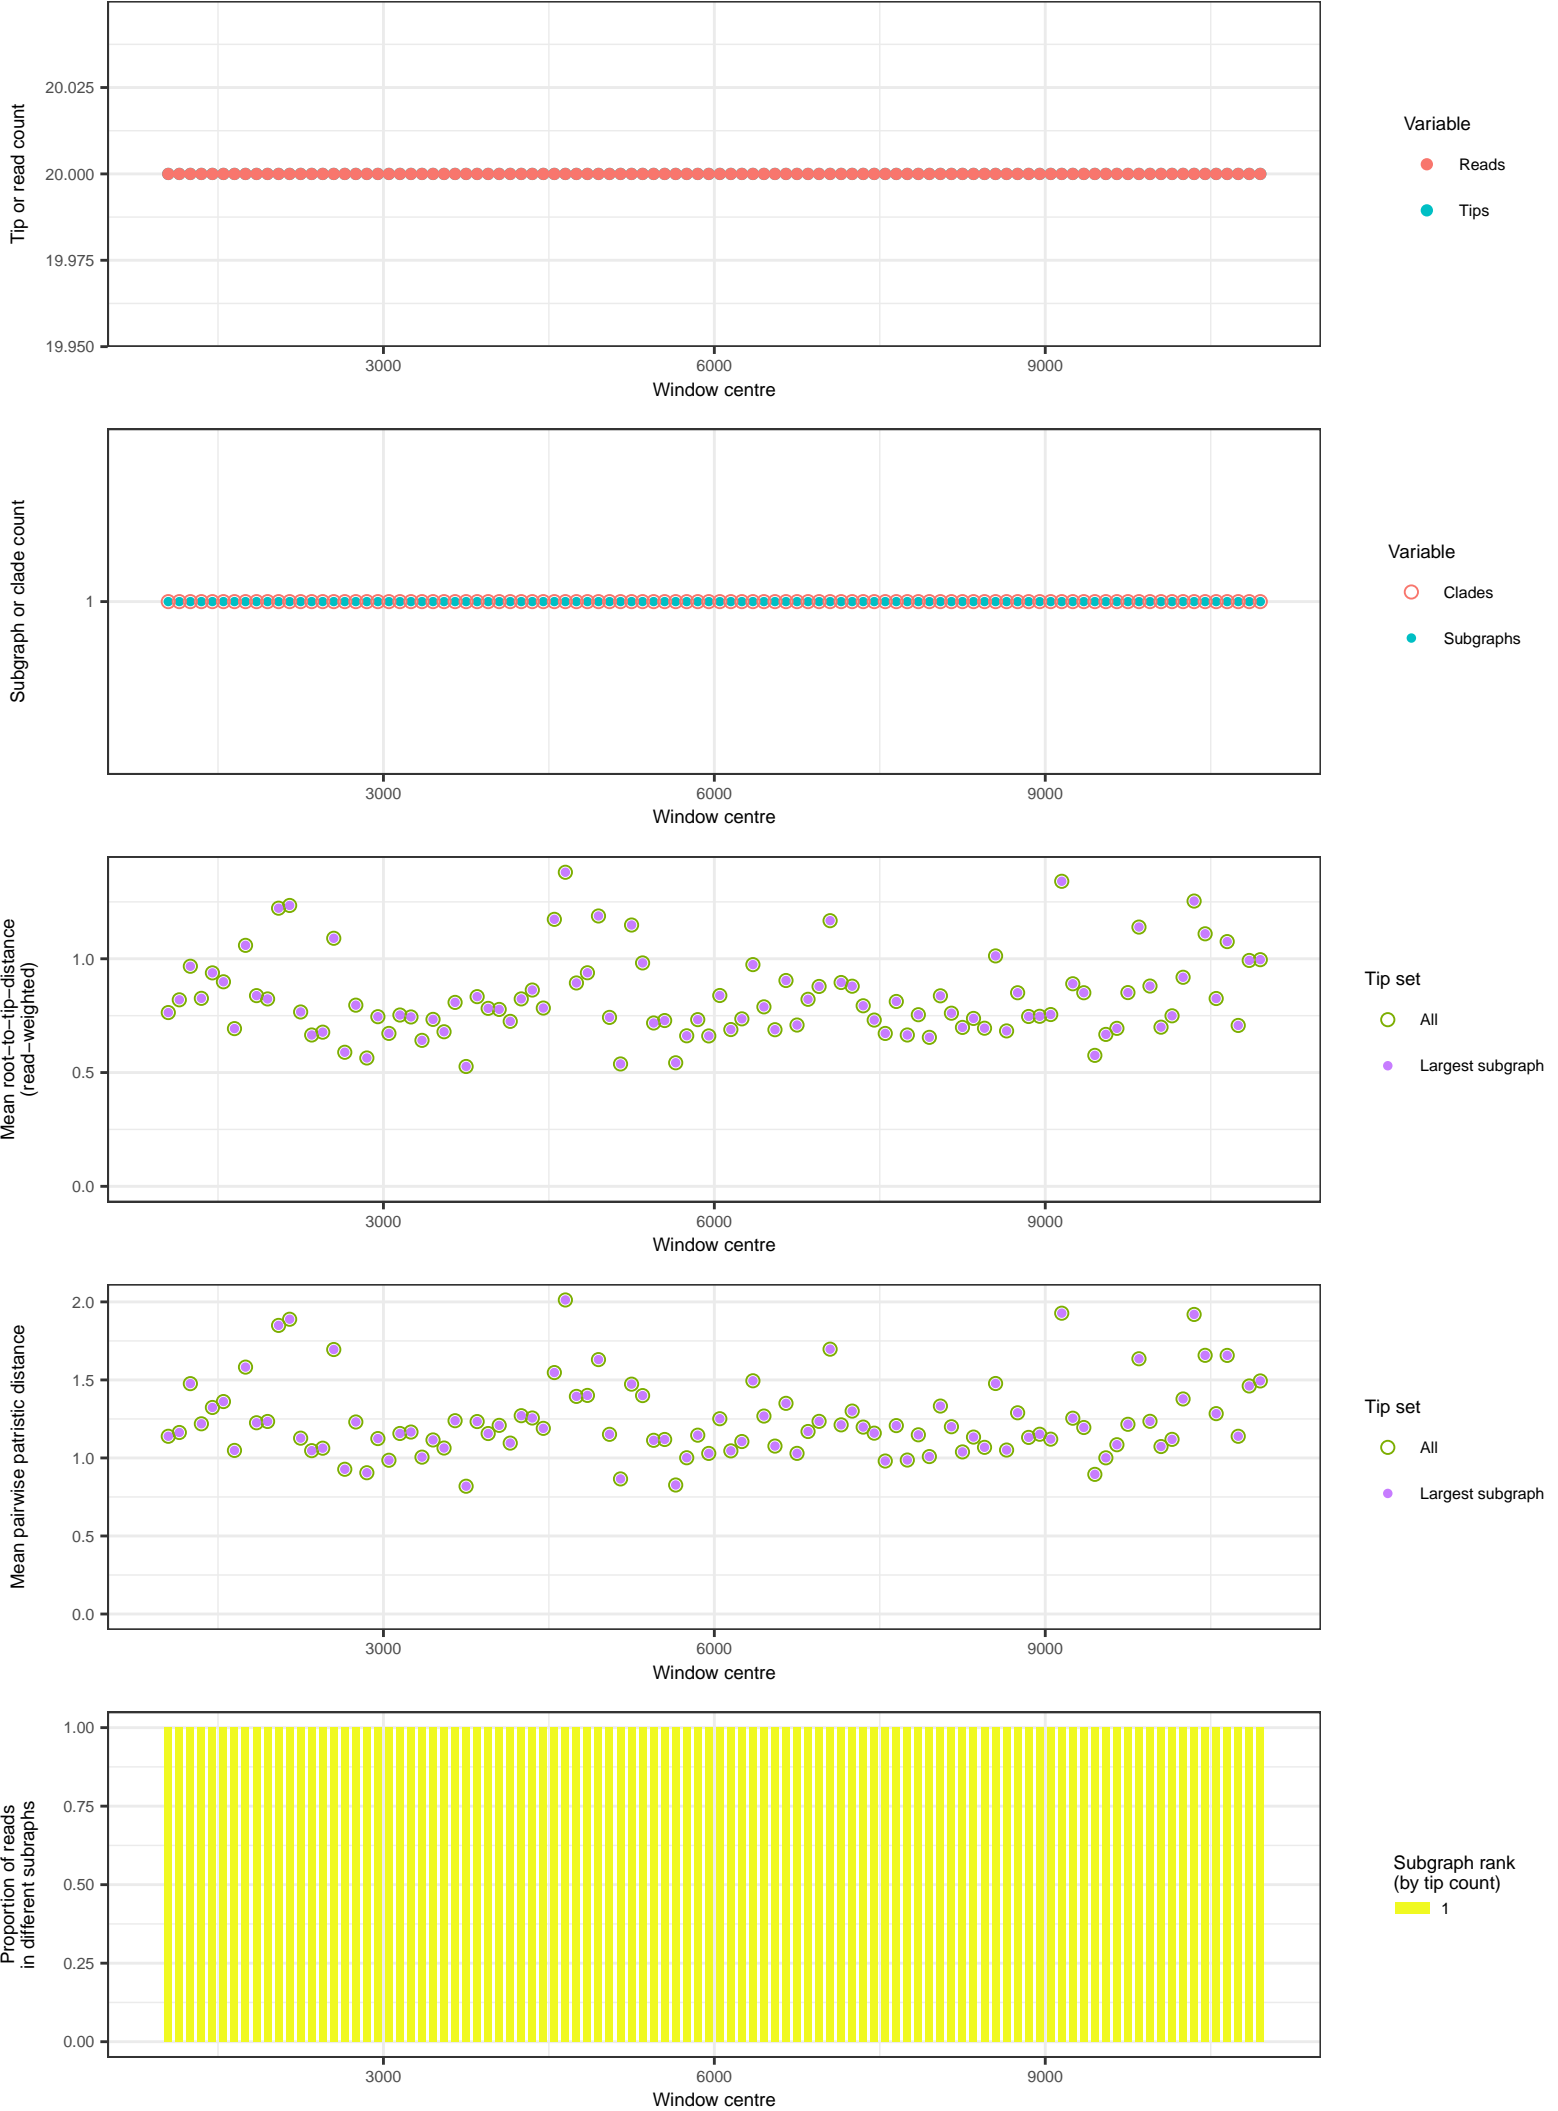 Tip or read count
20.025
20.000
19.975
19.950
3000
6000
9000
Window centre
Variable
Reads
Tips
Subgraph or clade count
1
3000
6000
9000
Window centre
Variable
Clades
Subgraphs
Mean root−to−tip−distance
(read−weighted)
1.0
0.5
0.0
3000
6000
9000
Window centre
Tip set
All
Largest subgraph
Mean pairwise patristic distance
2.0
1.5
1.0
0.5
0.0
3000
6000
9000
Window centre
Tip set
All
Largest subgraph
Proportion of reads
in different subraphs
1.00
0.75
0.50
0.25
0.00
3000
6000
9000
Window centre
Subgraph rank
(by tip count)
1